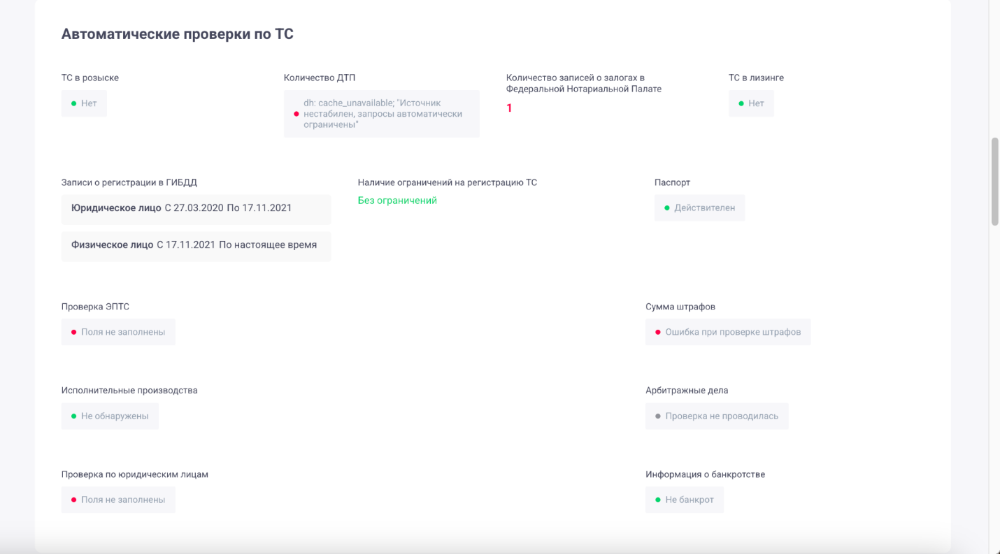 Автоматические проверки по ТС
ТС в розыске
Нет
Количество ДТП
dh: cache_unavailable; "Источник
нестабилен, запросы автоматически
ограничены"
Количество записей о залогах в
Федеральной Нотариальной Палате
1
ТС в лизинге
Нет
Записи о регистрации в ГИБДД
Юридическое лицо С 27.03.2020 По 17.11.2021
Физическое лицо С 17.11.2021 По настоящее время
Наличие ограничений на регистрацию ТС
Без ограничений
Паспорт
Действителен
Проверка ЭПТС
Поля не заполнены
Сумма штрафов
Ошибка при проверке штрафов
Исполнительные производства
Не обнаружены
Арбитражные дела
Проверка не проводилась
Проверка по юридическим лицам
Поля не заполнены
Информация о банкротстве
Не банкрот